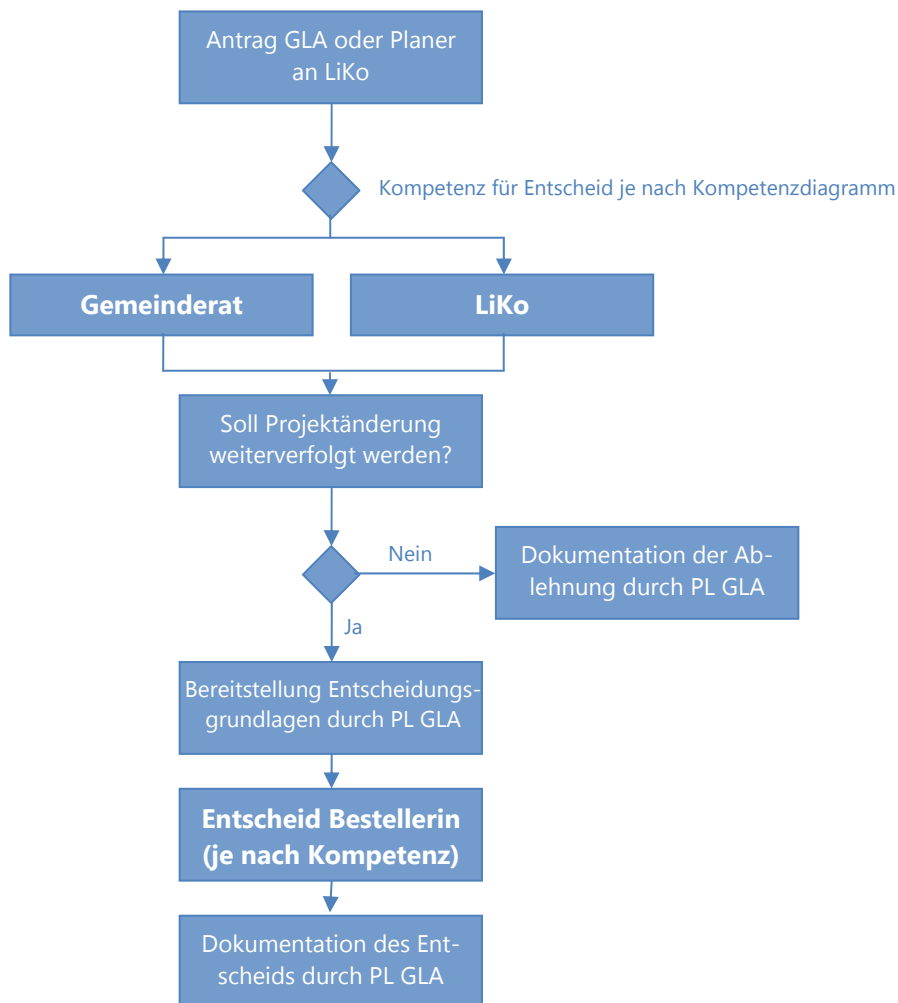 Antrag GLA oder Planer
an LiKo
Kompetenz für Entscheid je nach Kompetenzdiagramm
Gemeinderat
LiKo
Soll Projektänderung
weiterverfolgt werden?
Nein
Dokumentation der Ab-
lehnung durch PL GLA
Ja
Bereitstellung Entscheidungs-
grundlagen durch PL GLA
Entscheid Bestellerin
(je nach Kompetenz)
Dokumentation des Ent-
scheids durch PL GLA